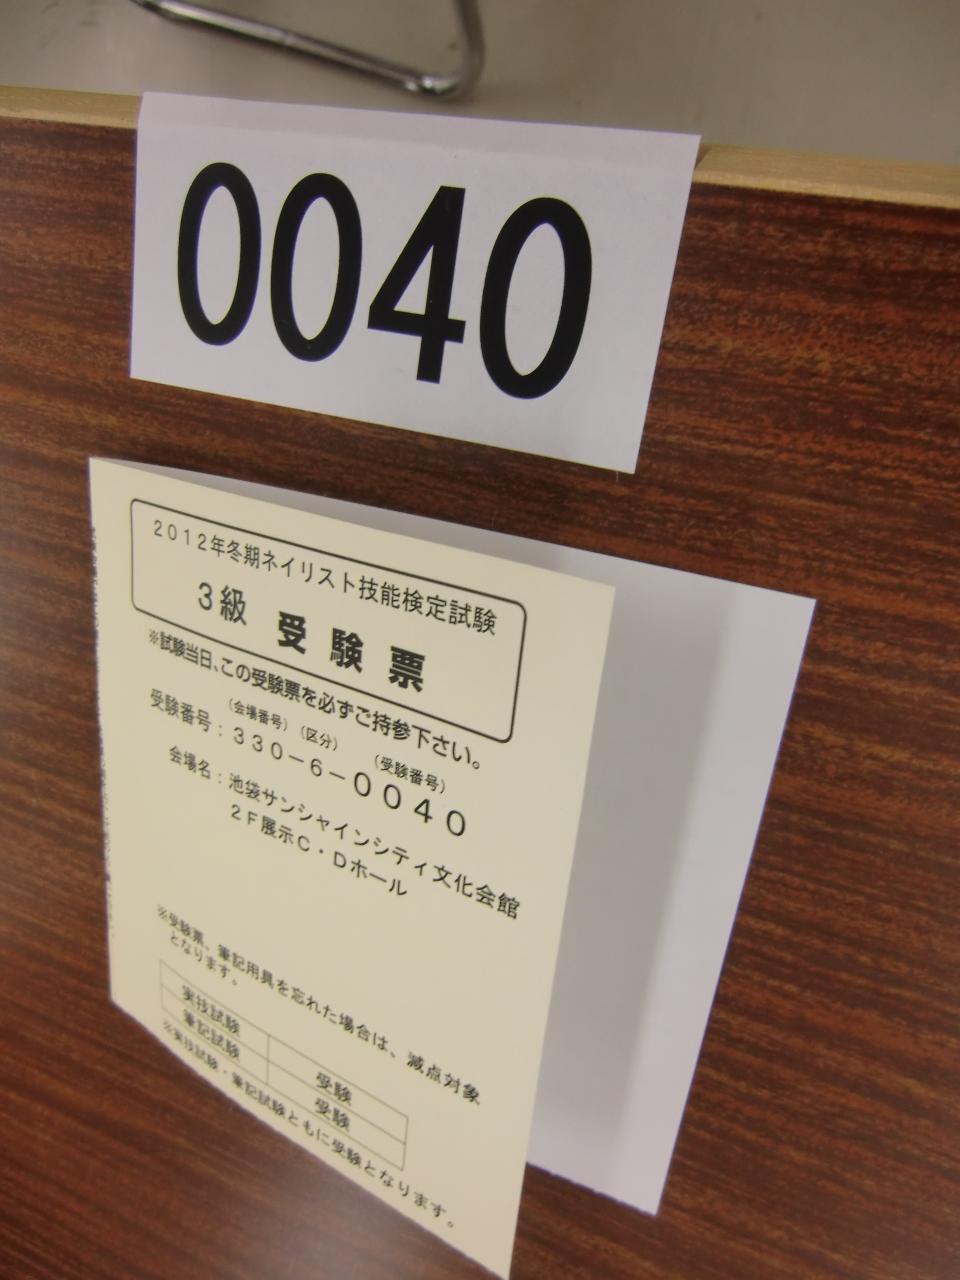 0040
2012年冬期ネイリスト技能検定試験
3級 受験票
※試験当日、この受験票を必ずご持参下さい。
(会場番号) (区分) (受験番号)
受験番号:330-6-0040
会場名:池袋サンシャインシティ文化会館
2F展示C・Dホール
※受験票、筆記用具を忘れた場合は、減点対象
となります。
実技試験 受験
筆記試験 受験
※実技試験・筆記試験ともに受験となります。